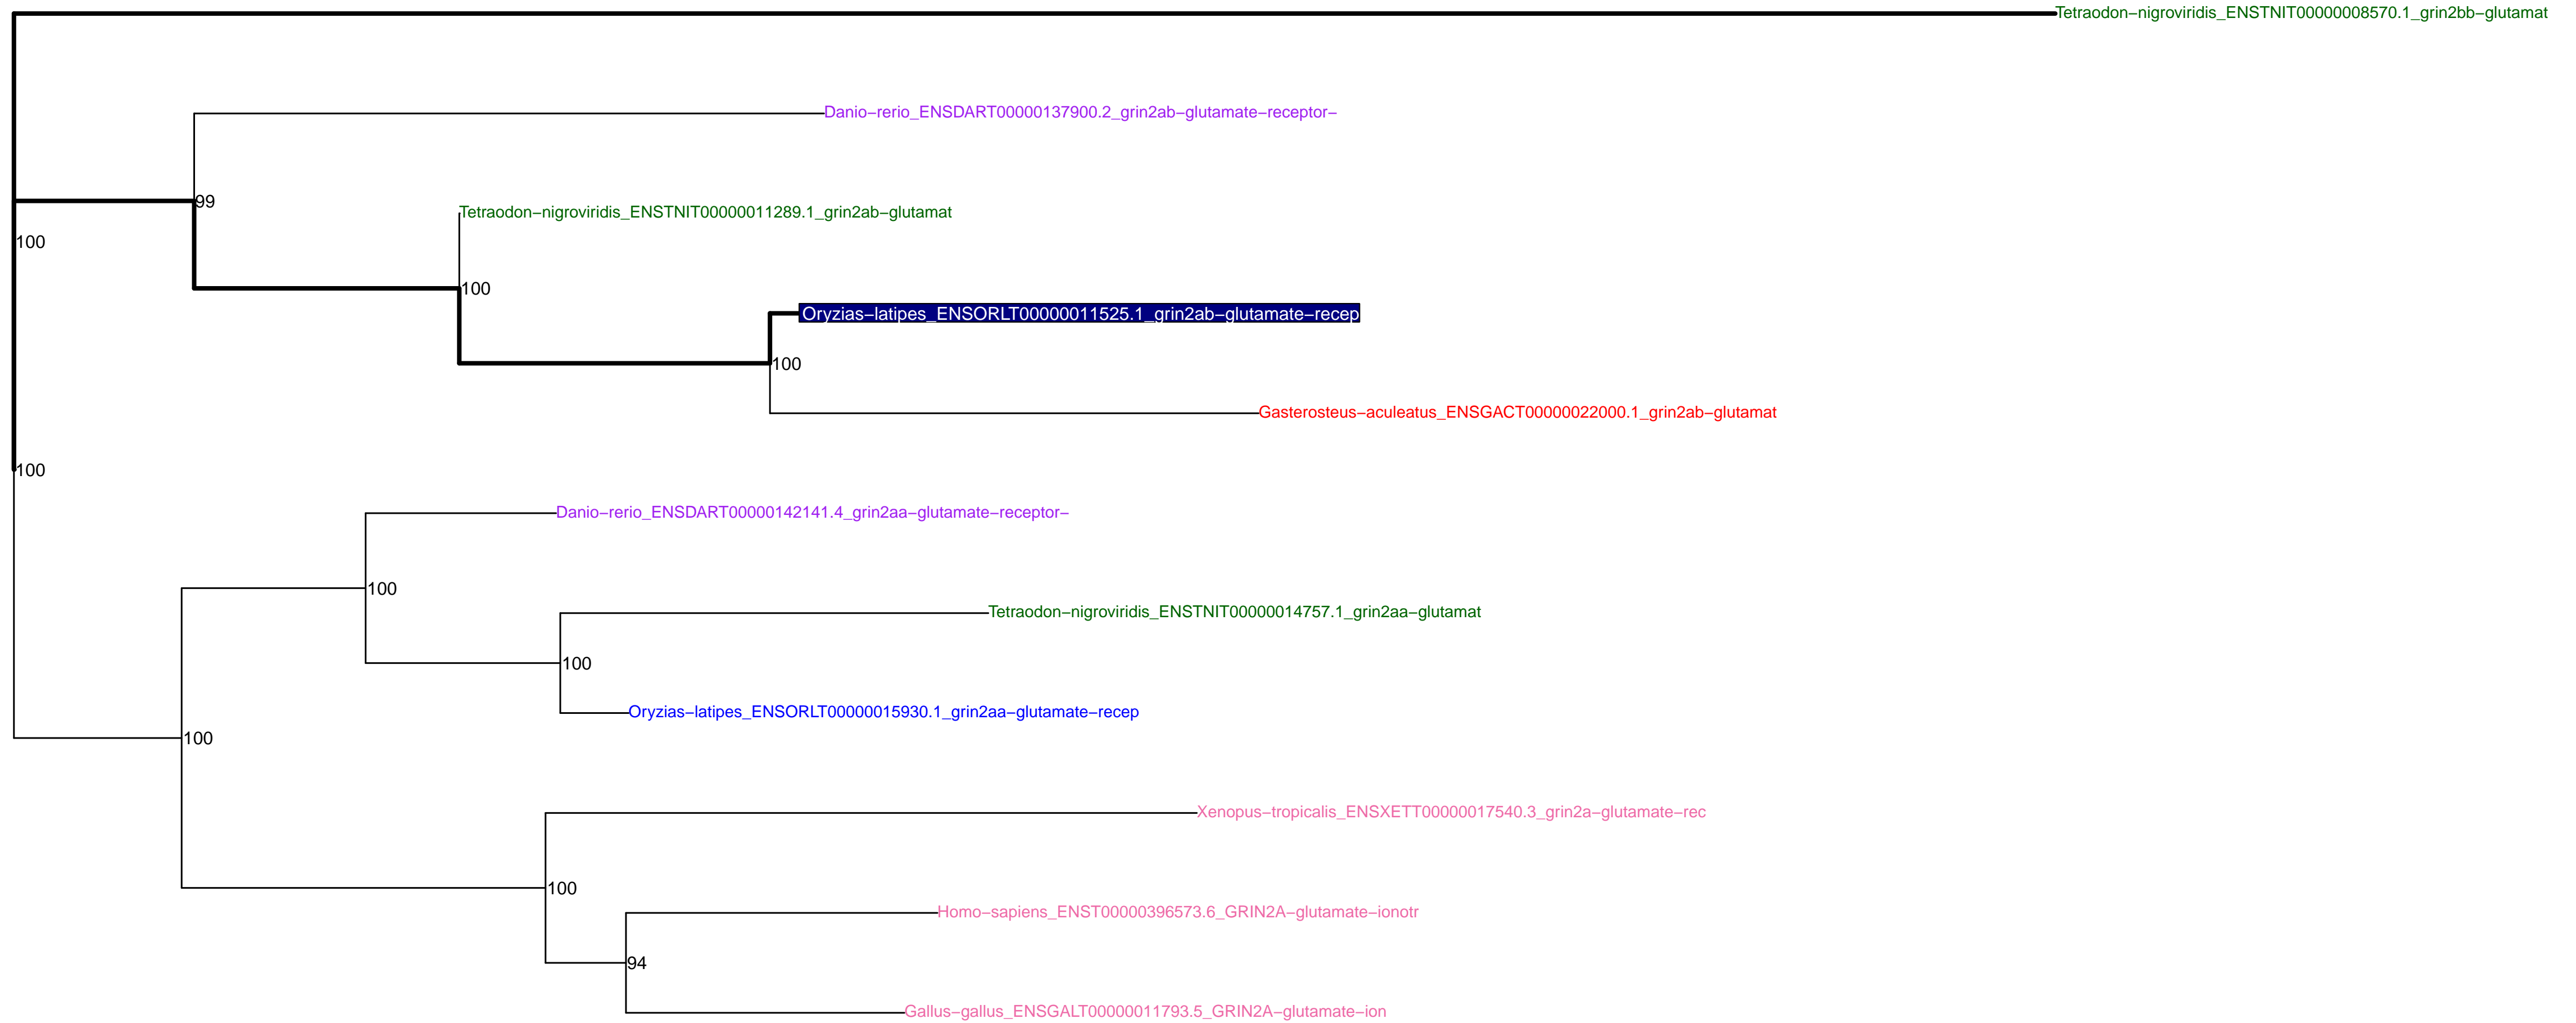 Tetraodon−nigroviridis_ENSTNIT00000008570.1_grin2bb−glutamat
Danio−rerio_ENSDART00000137900.2_grin2ab−glutamate−receptor−
99
Tetraodon−nigroviridis_ENSTNIT00000011289.1_grin2ab−glutamat
100
100
Oryzias−latipes_ENSORLT00000011525.1_grin2ab−glutamate−recep
100
Gasterosteus−aculeatus_ENSGACT00000022000.1_grin2ab−glutamat
100
Danio−rerio_ENSDART00000142141.4_grin2aa−glutamate−receptor−
100
Tetraodon−nigroviridis_ENSTNIT00000014757.1_grin2aa−glutamat
100
Oryzias−latipes_ENSORLT00000015930.1_grin2aa−glutamate−recep
100
Xenopus−tropicalis_ENSXETT00000017540.3_grin2a−glutamate−rec
100
Homo−sapiens_ENST00000396573.6_GRIN2A−glutamate−ionotr
94
Gallus−gallus_ENSGALT00000011793.5_GRIN2A−glutamate−ion